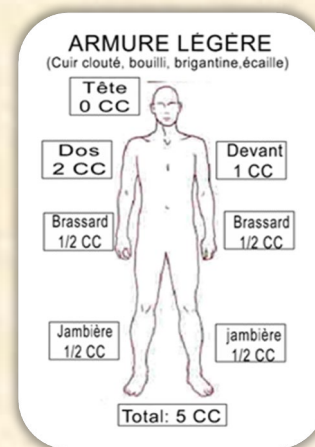 ARMURE LÉGÈRE
(Cuir clouté, bouilli, brigantine,écaille)
Tête
0 CC
Dos
2 CC
Devant
1 CC
Brassard
1/2 CC
Brassard
1/2 CC
Jambière
1/2 CC
jambière
1/2 CC
Total: 5 CC